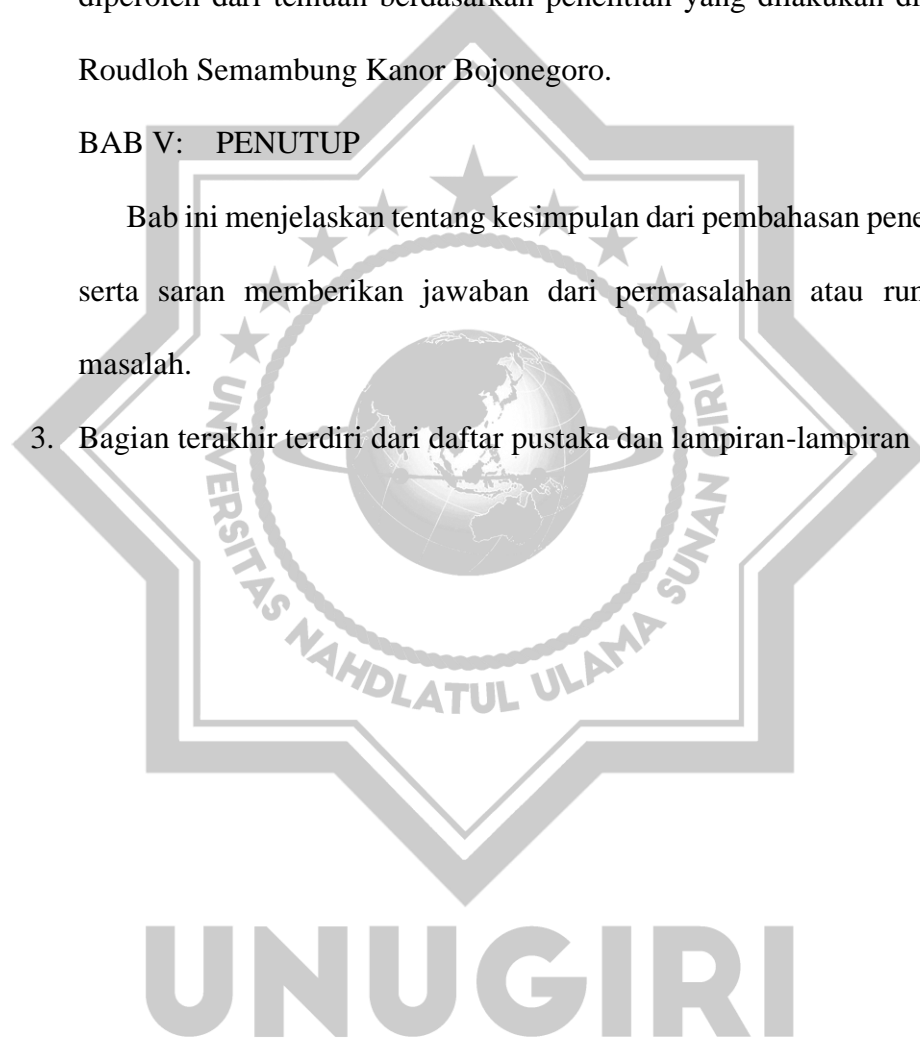 diperoleh dari temuan berdasarkan penelitian yang dilakukan di
Roudloh Semambung Kanor Bojonegoro.
BAB V: PENUTUP
Bab ini menjelaskan tentang kesimpulan dari pembahasan pene
serta saran memberikan jawaban dari permasalahan atau rum
masalah.
3. Bagian terakhir terdiri dari daftar pustaka dan lampiran-lampiran
UNIVERSITAS NAHDLATUL ULAMA SUNAN GIRI
UNUGIRI